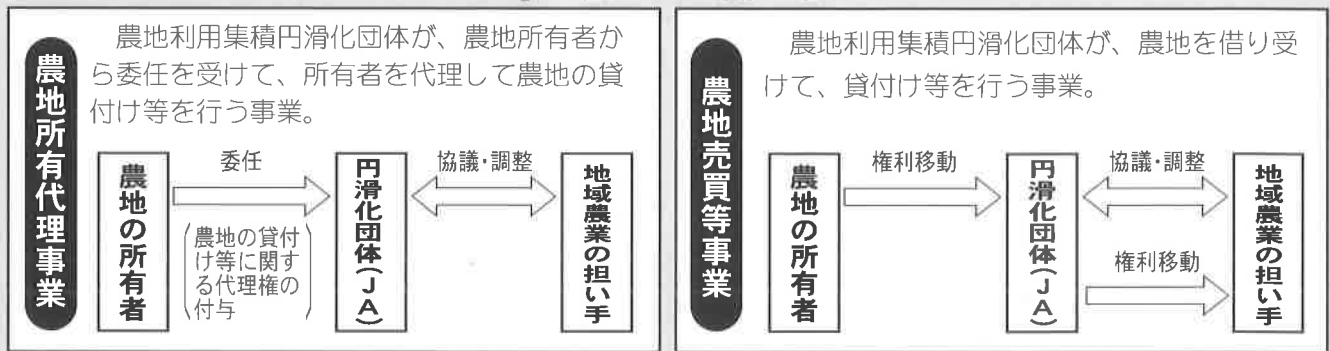 農地所有代理事業
農地利用集積円滑化団体が、農地所有者か
ら委任を受けて、所有者を代理して農地の貸
付け等を行う事業。
農地の所有者
委任
(農地の貸付
け等に関す
る代理権の
付与)
円滑化団体(JA)
協議・調整
地域農業の担い手
農地売買等事業
農地利用集積円滑化団体が、農地を借り受
けて、貸付け等を行う事業。
農地の所有者
権利移動
円滑化団体(JA)
協議・調整
権利移動
地域農業の担い手